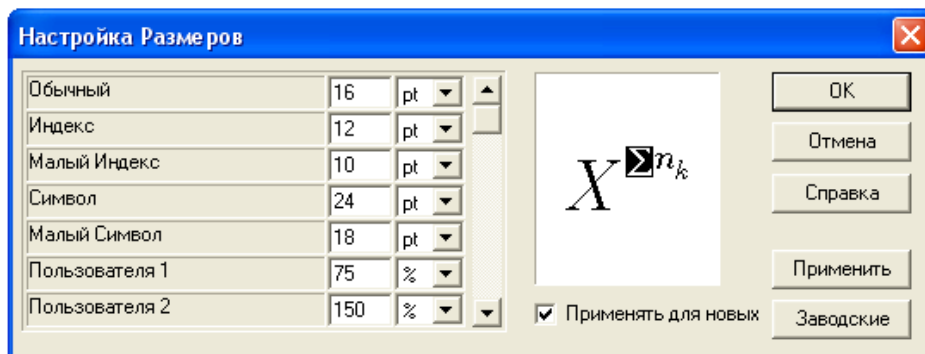 Настройка Размеров
Обычный 16 pt
Индекс 12 pt
Малый Индекс 10 pt
Символ 24 pt
Малый Символ 18 pt
Пользователя 1 75 %
Пользователя 2 150 %
X Σ n k
Применять для новых
OK
Отмена
Справка
Применить
Заводские